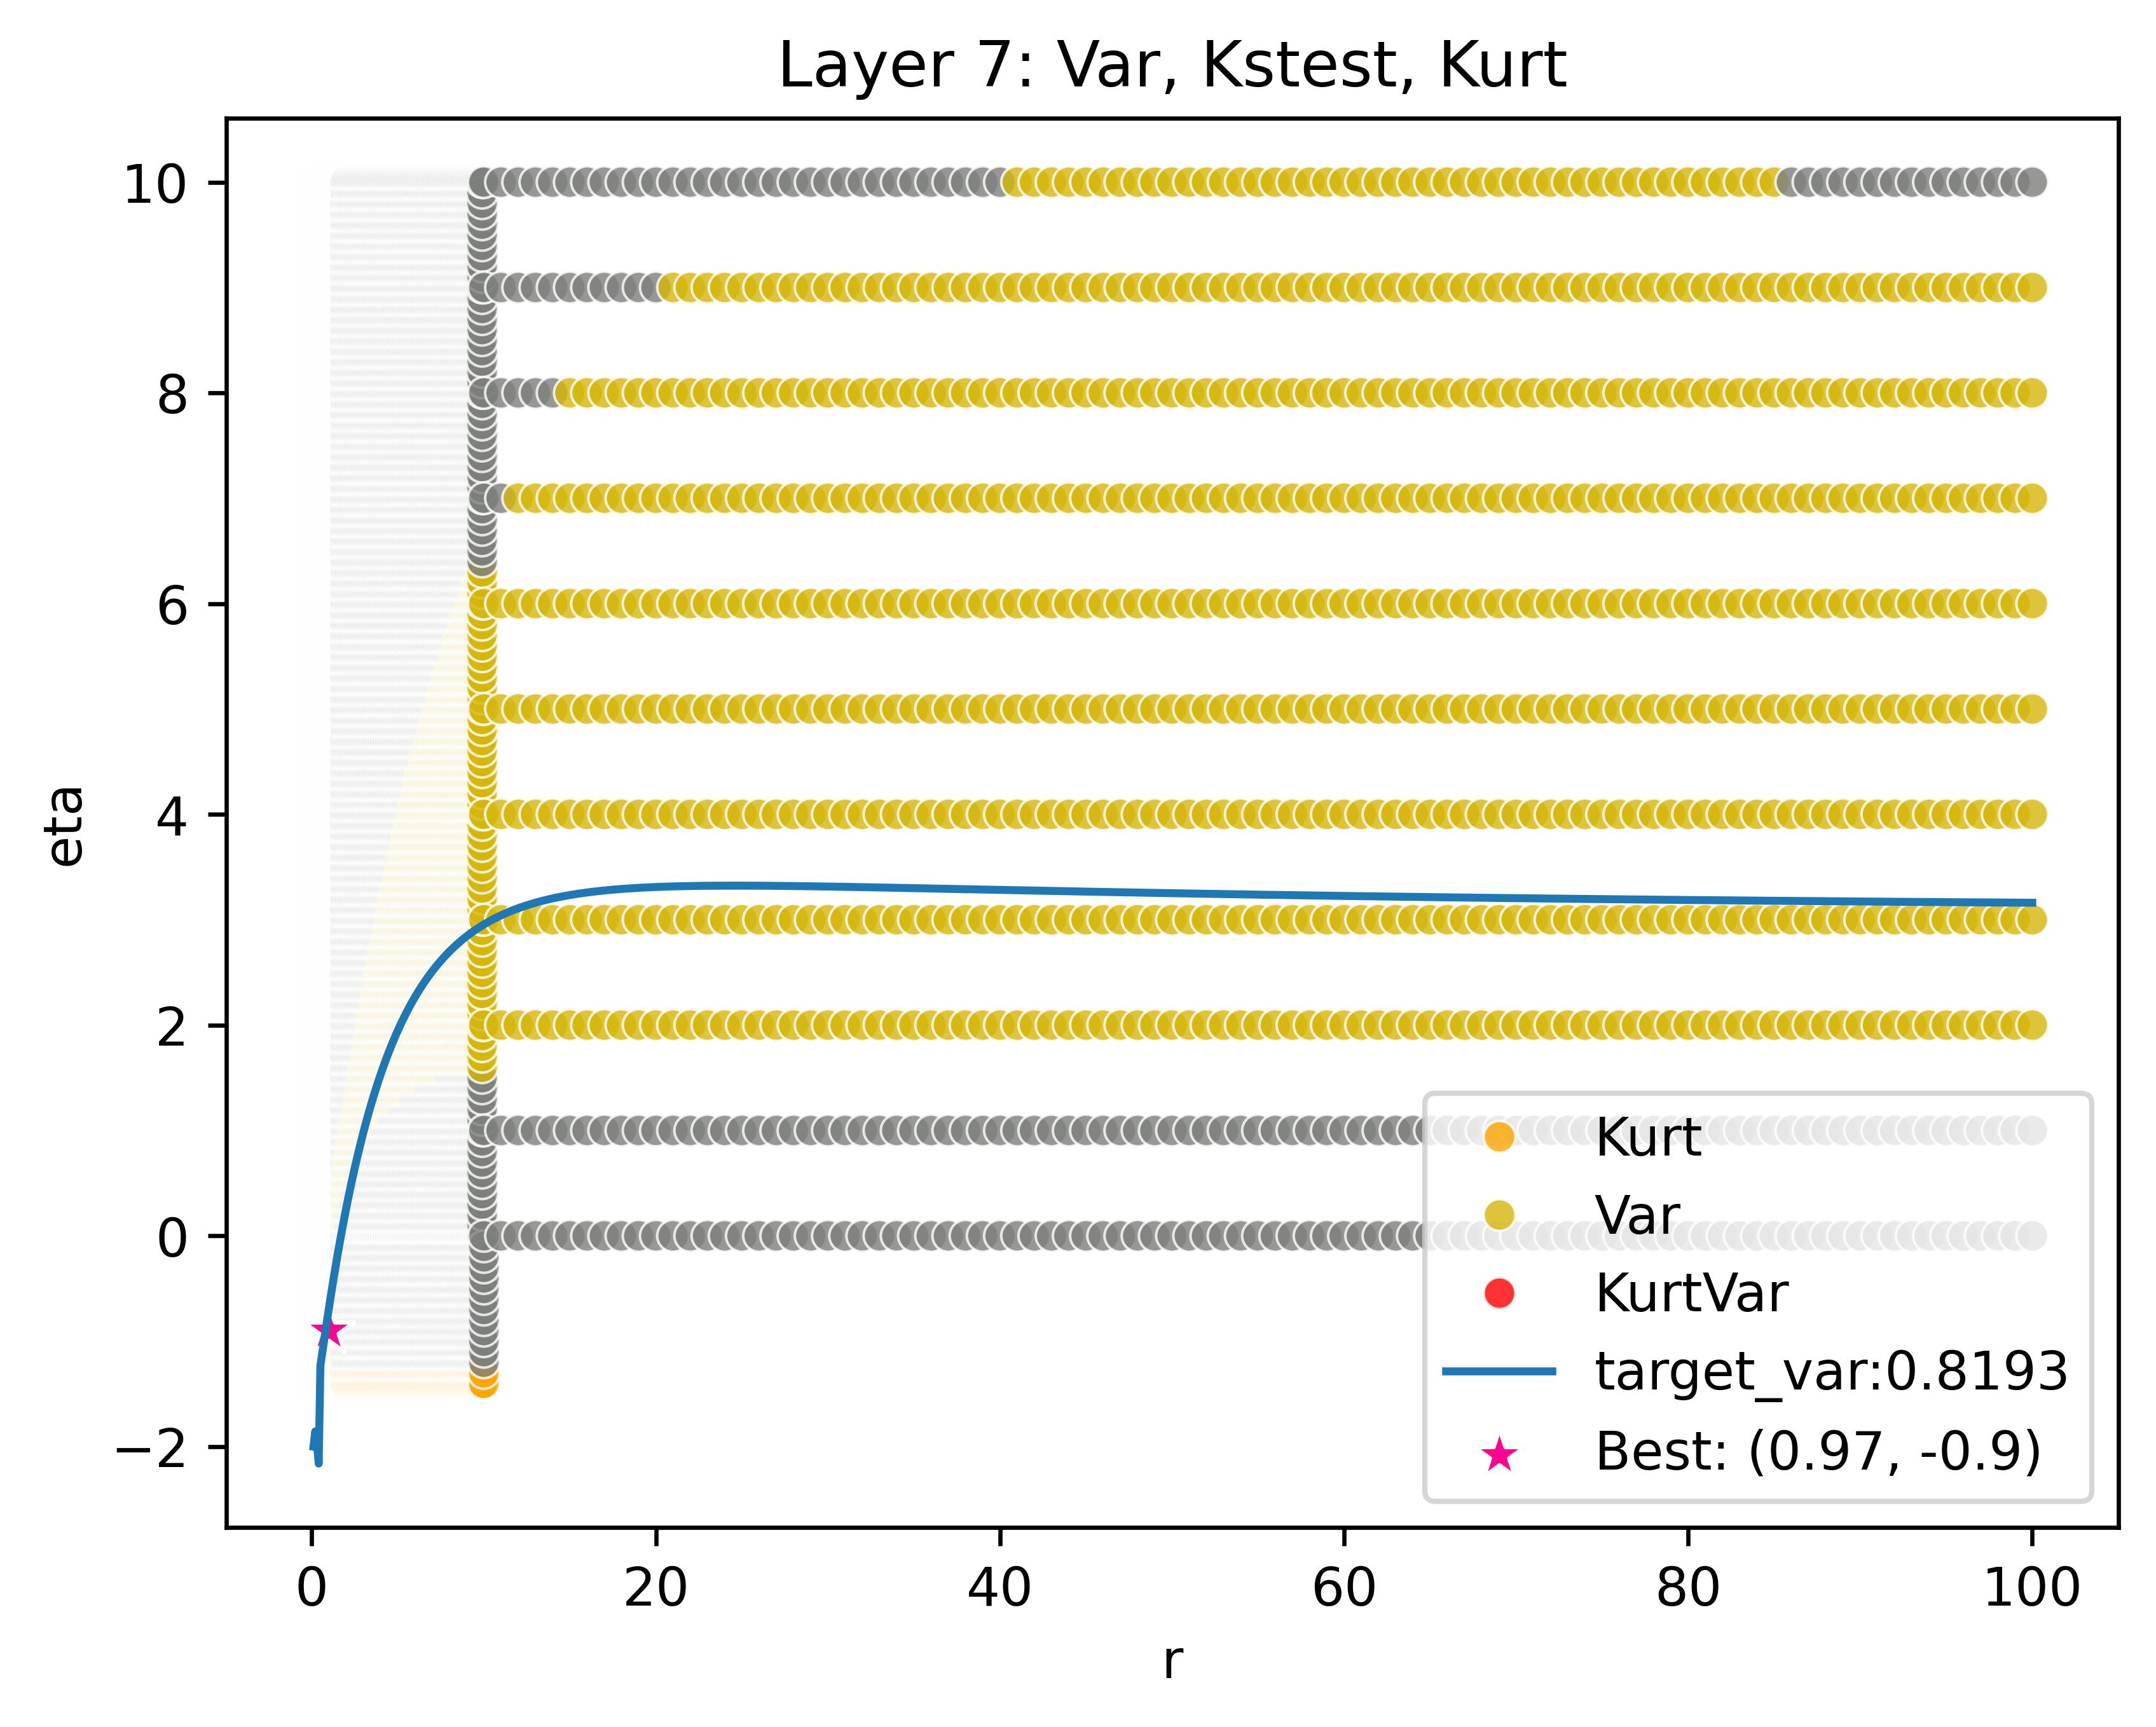 Layer 7: Var, Kstest, Kurt
10
8
6
4
2
0
−2
eta
0 20 40 60 80 100
r
Kurt
Var
KurtVar
target_var:0.8193
Best: (0.97, -0.9)